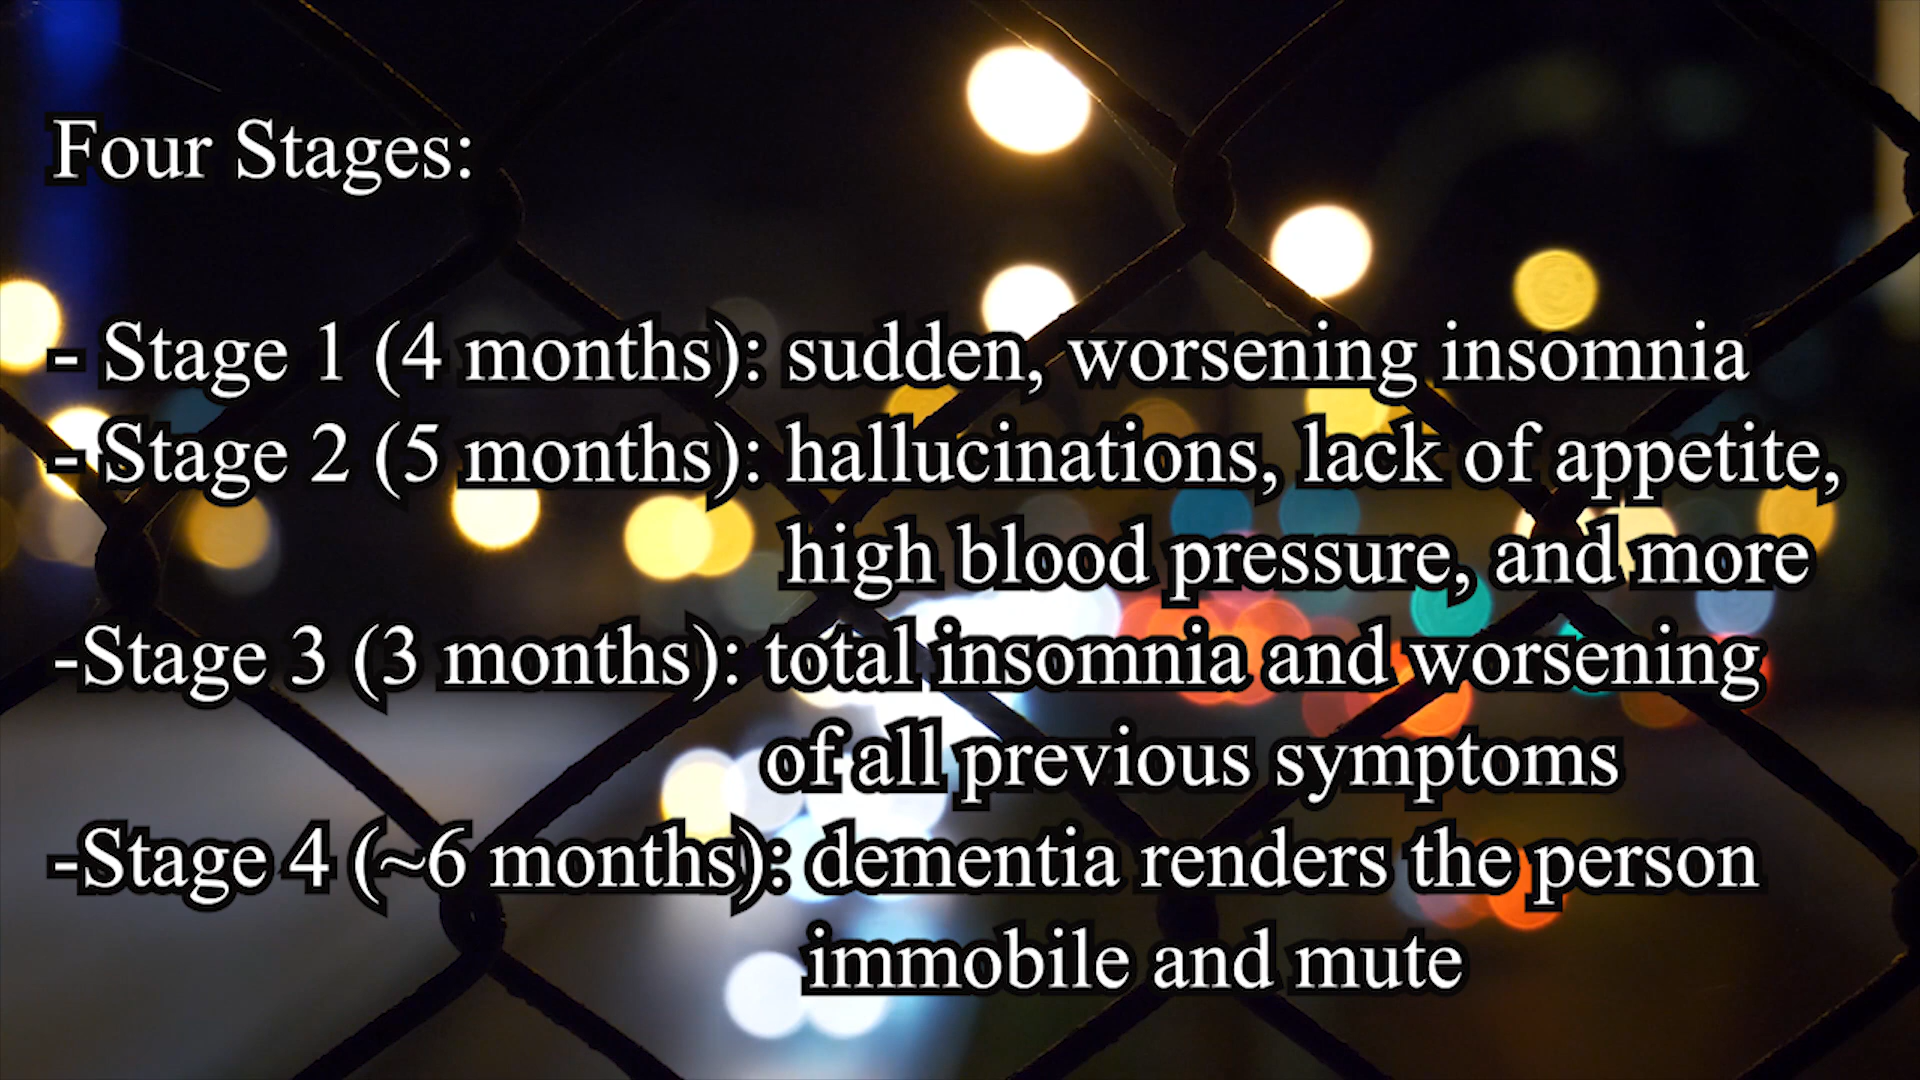 Four Stages:
- Stage 1 (4 months): sudden, worsening insomnia
- Stage 2 (5 months): hallucinations, lack of appetite,
high blood pressure, and more
-Stage 3 (3 months): total insomnia and worsening
of all previous symptoms
-Stage 4 (~6 months): dementia renders the person
immobile and mute